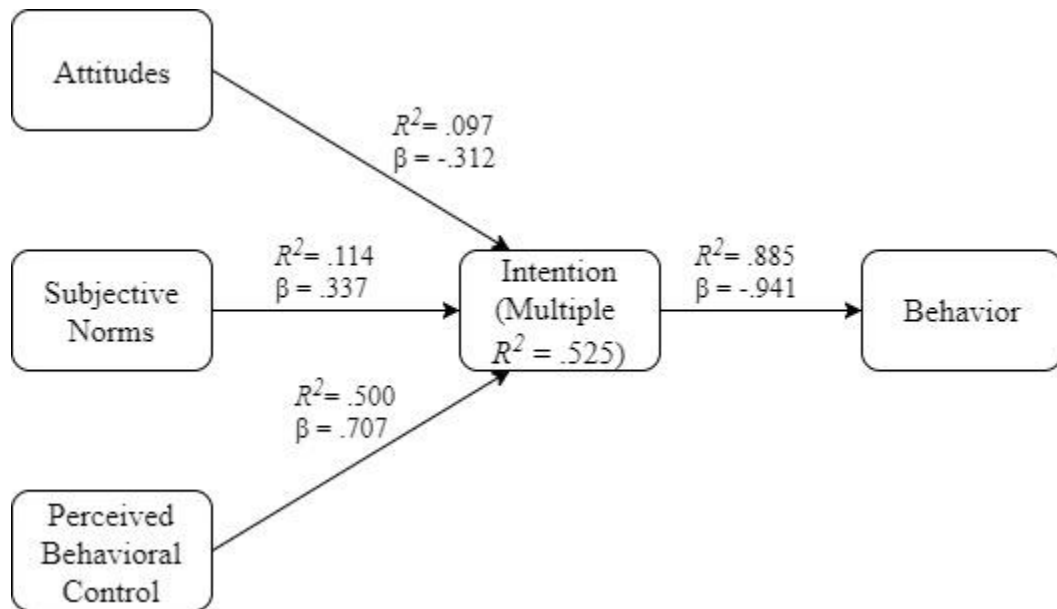 Attitudes
R²= .097
β = -.312
Subjective
Norms
R²= .114
β = .337
Intention
(Multiple
R² = .525)
R²= .885
β = -.941
Behavior
R²= .500
β = .707
Perceived
Behavioral
Control